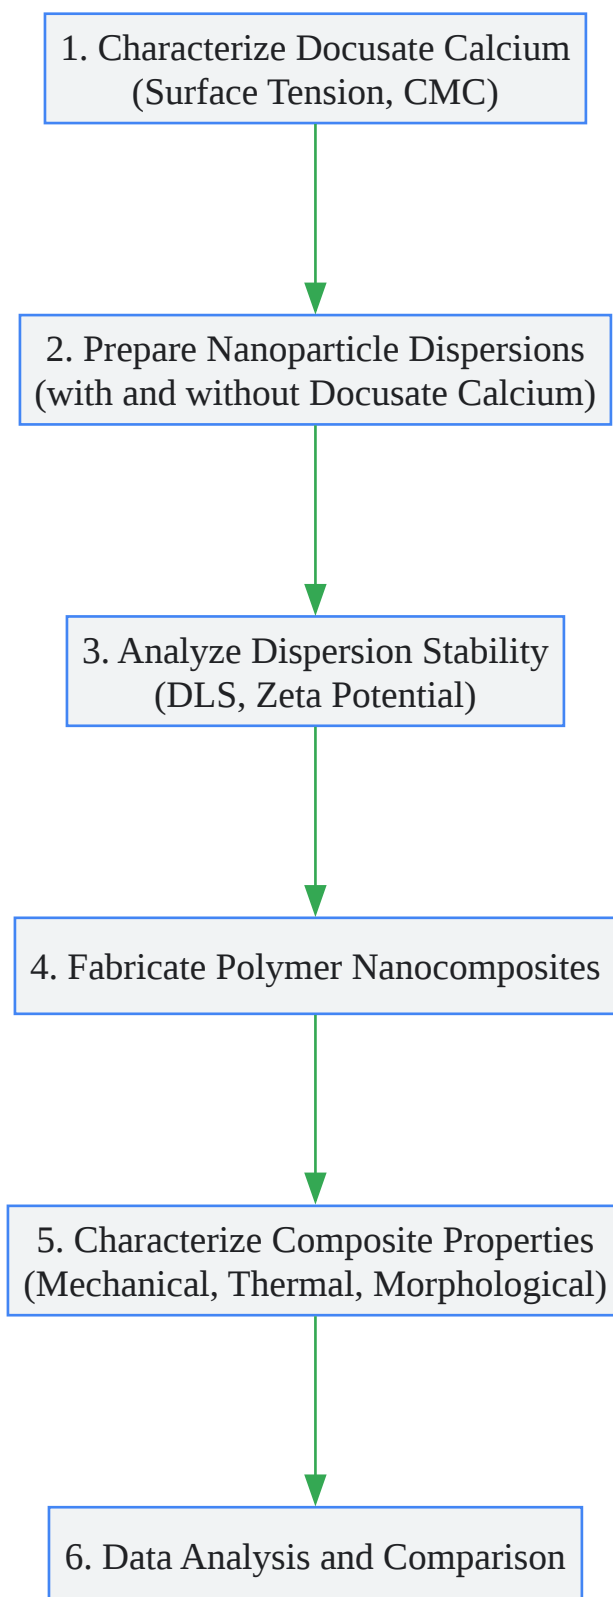 1. Characterize Docusate Calcium
(Surface Tension, CMC)
2. Prepare Nanoparticle Dispersions
(with and without Docusate Calcium)
3. Analyze Dispersion Stability
(DLS, Zeta Potential)
4. Fabricate Polymer Nanocomposites
5. Characterize Composite Properties
(Mechanical, Thermal, Morphological)
6. Data Analysis and Comparison